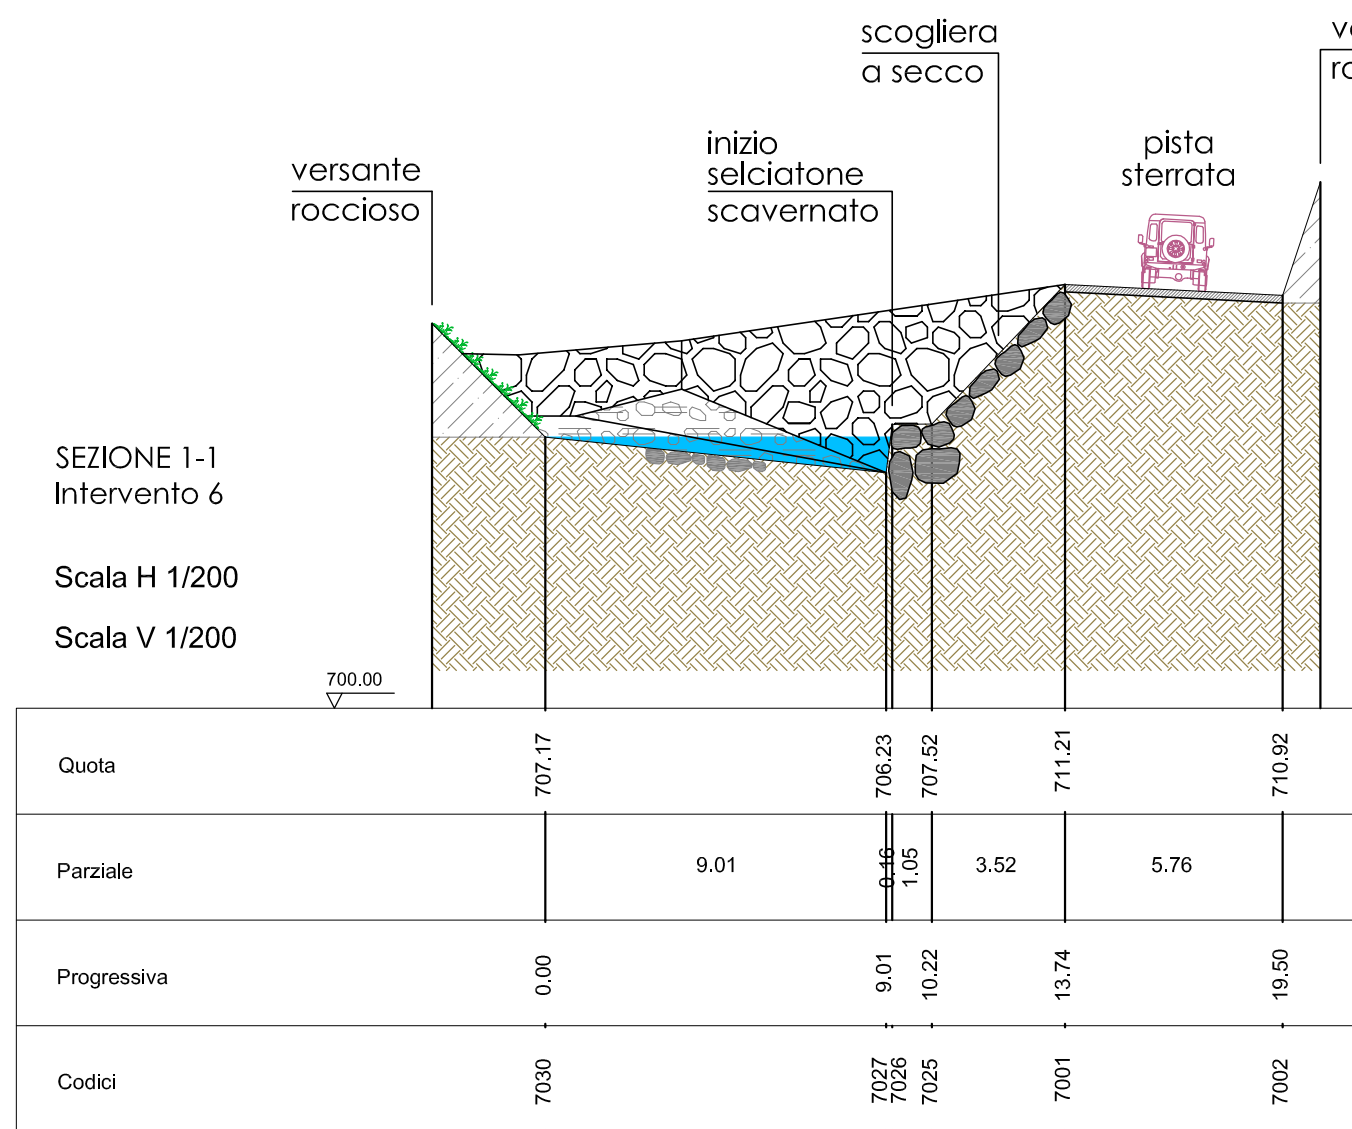 scogliera
a secco
inizio
selciatone
scavernato
pista
sterrata
versante
roccioso
SEZIONE 1-1
Intervento 6
Scala H 1/200
Scala V 1/200
700.00
Quota
707.17
706.23
707.52
711.21
710.92
Parziale
9.01
0.16
1.05
3.52
5.76
Progressiva
0.00
9.01
10.22
13.74
19.50
Codici
7030
7027
7026
7025
7001
7002